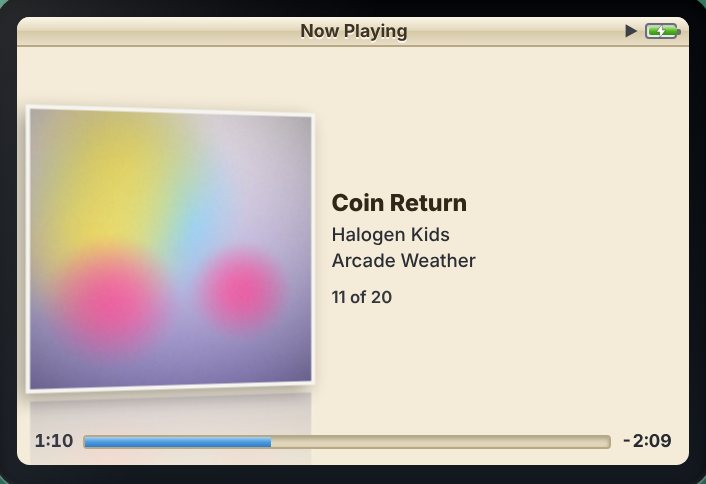 Now Playing
Coin Return
Halogen Kids
Arcade Weather
11 of 20
1:10
-2:09